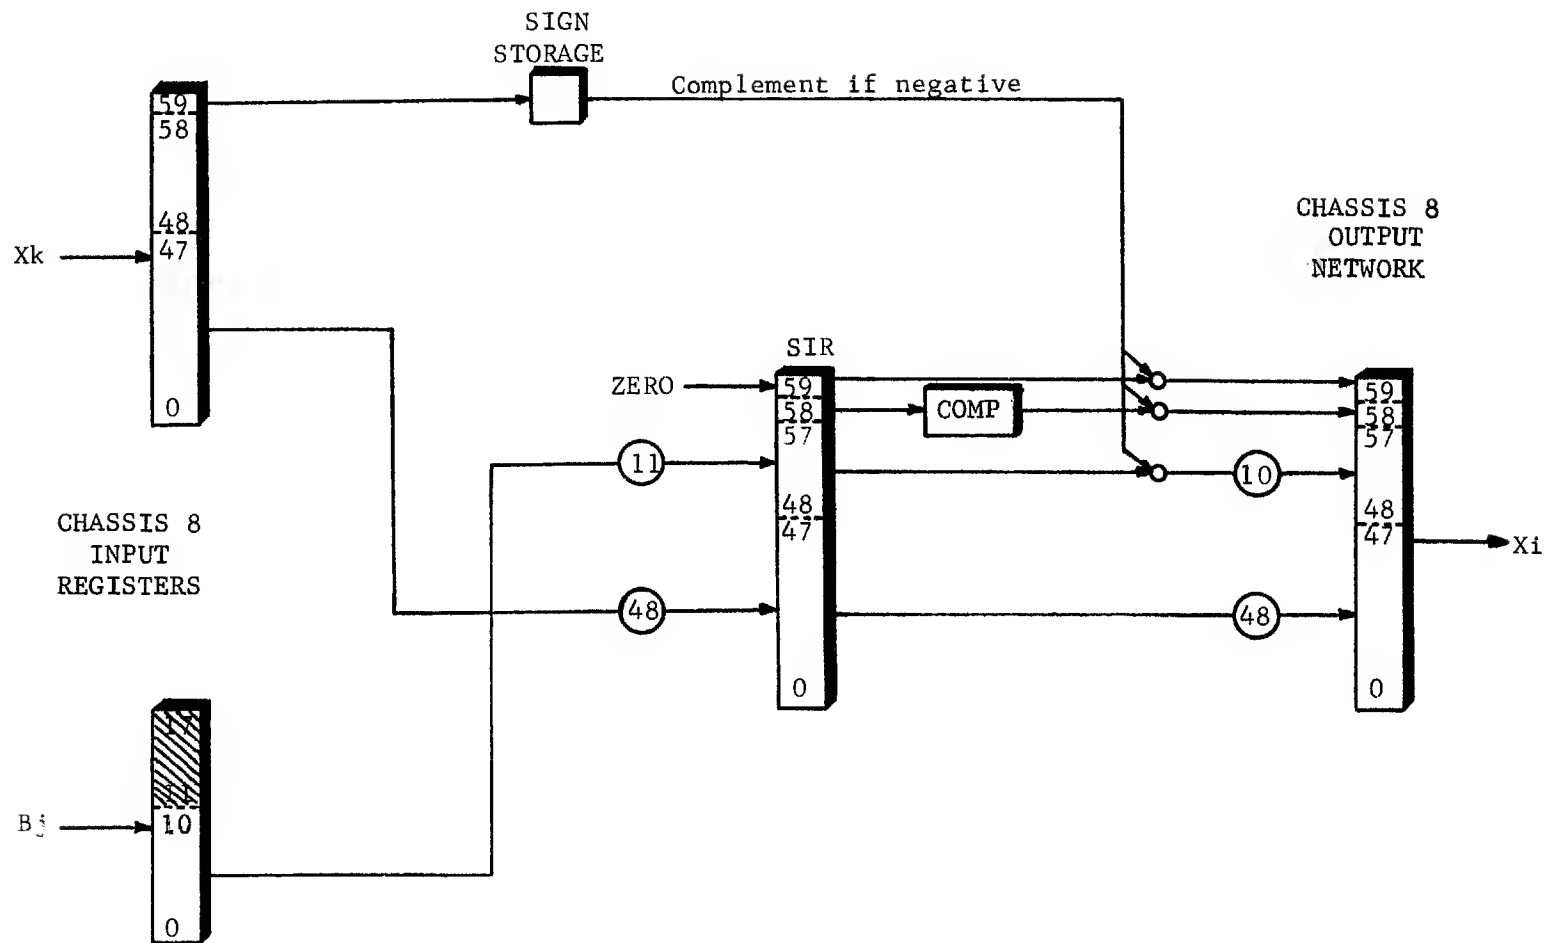 SIGN
STORAGE
Complement if negative
59
58
48
47
0
Xk
CHASSIS 8
OUTPUT
NETWORK
SIR
ZERO
59
58
57
48
47
0
COMP
11
48
10
48
59
58
57
48
47
0
Xi
CHASSIS 8
INPUT
REGISTERS
17
11
10
0
Bj